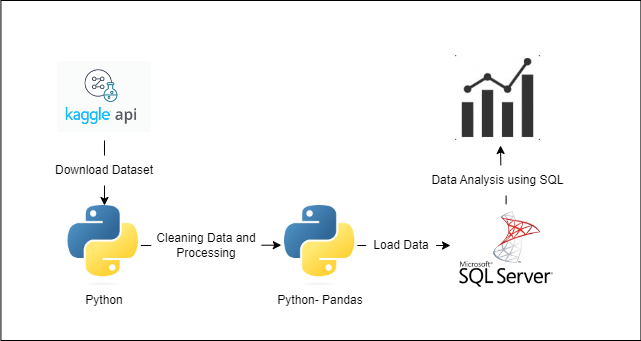 kaggle api
Download Dataset
Data Analysis using SQL
Cleaning Data and
Processing
Load Data
Microsoft®
SQL Server®
Python
Python- Pandas